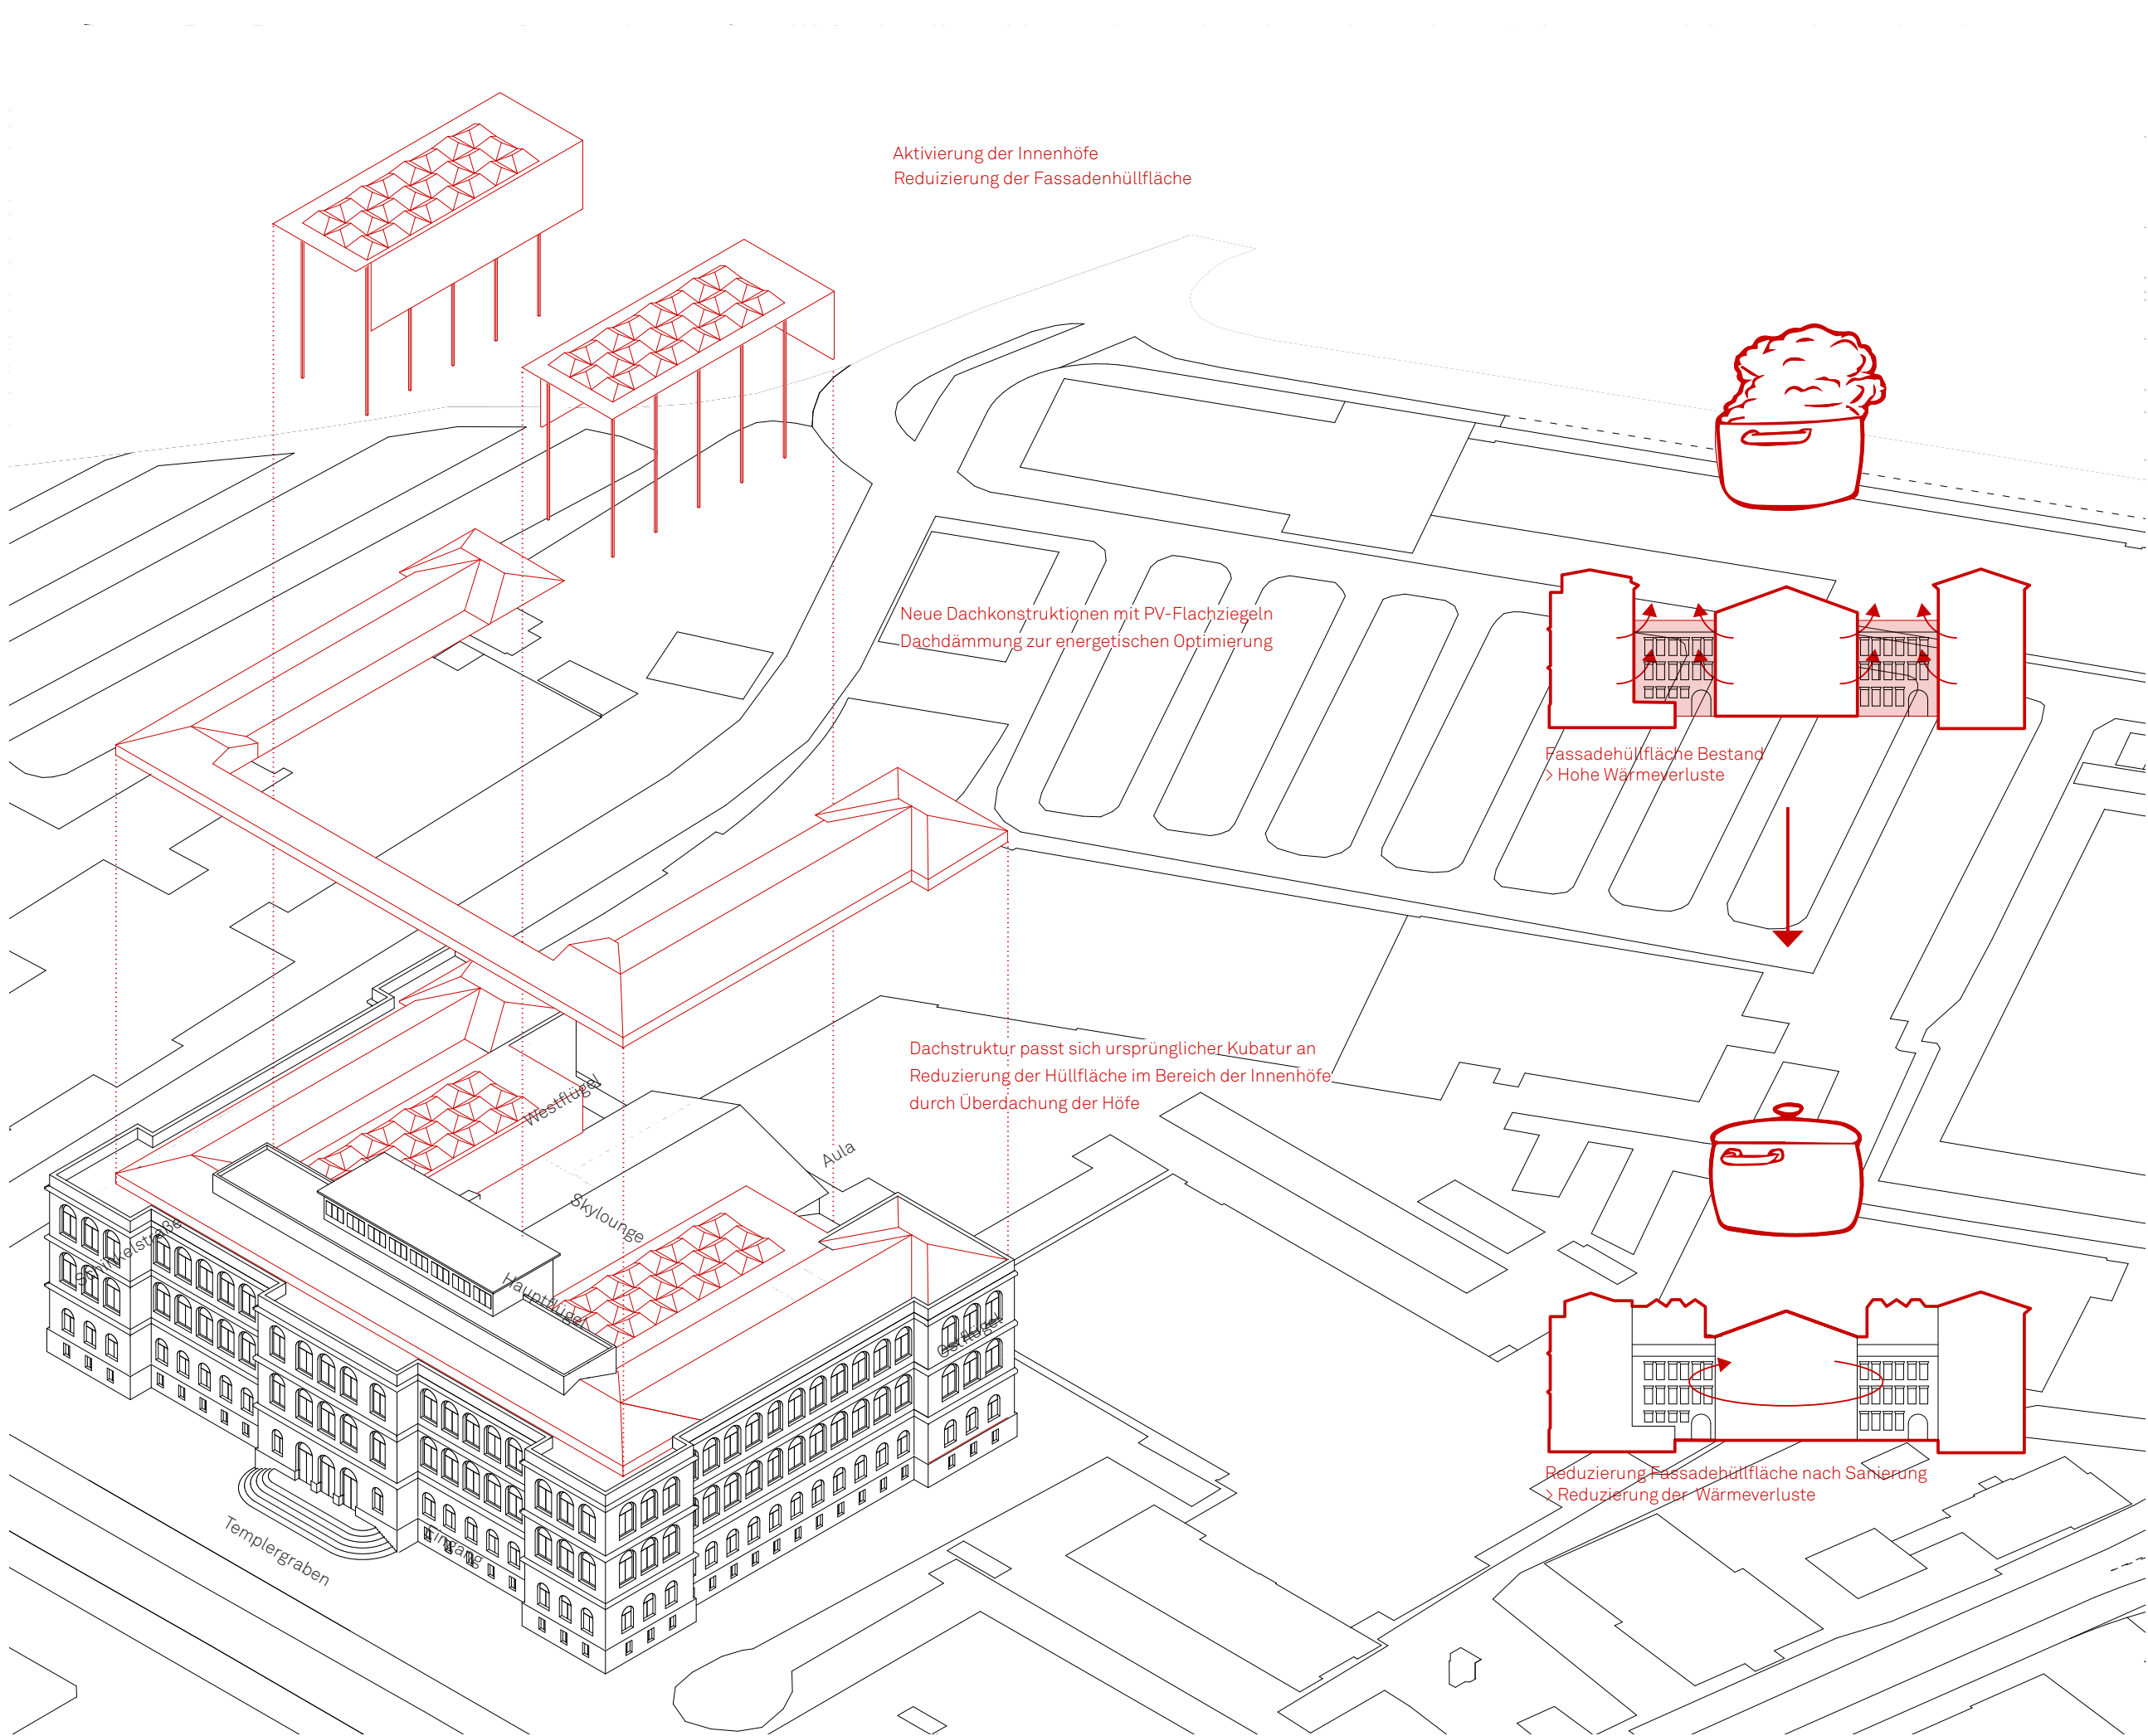 Aktivierung der Innenhöfe
Reduizierung der Fassadenhüllfläche
Neue Dachkonstruktionen mit PV-Flachziegeln
Dachdämmung zur energetischen Optimierung
Fassadehüllfläche Bestand
> Hohe Wärmeverluste
Dachstruktur passt sich ursprünglicher Kubatur an
Reduzierung der Hüllfläche im Bereich der Innenhöfe
durch Überdachung der Höfe
Westflügel
Aula
Skylounge
Schinkelstraße
Hauptflügel
Ostflügel
Reduzierung Fassadehüllfläche nach Sanierung
> Reduzierung der Wärmeverluste
Templergraben
Eingang